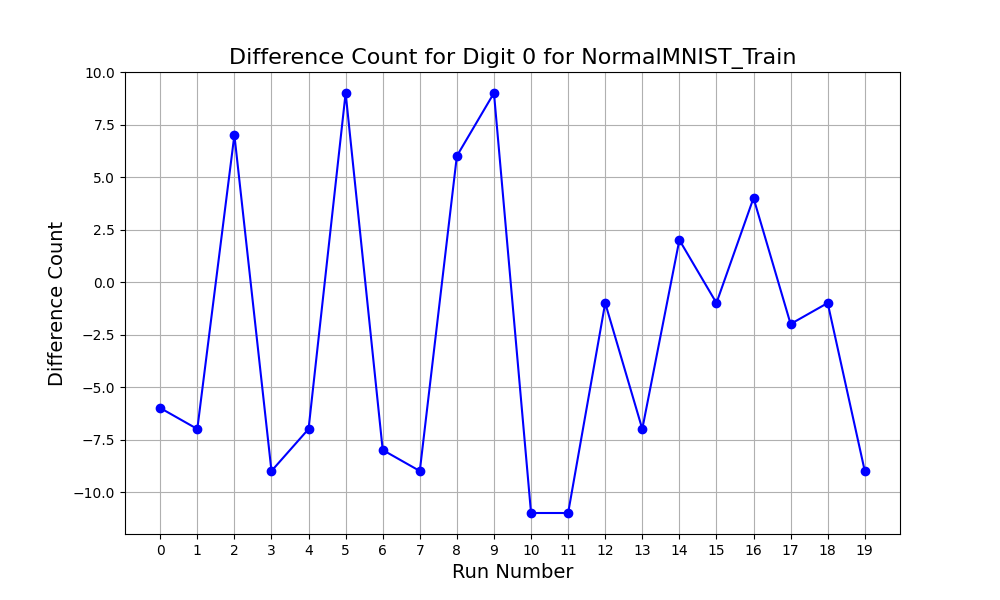 Difference Count for Digit 0 for NormalMNIST_Train
10.0
7.5
5.0
2.5
0.0
−2.5
−5.0
−7.5
−10.0
Difference Count
0 1 2 3 4 5 6 7 8 9 10 11 12 13 14 15 16 17 18 19
Run Number